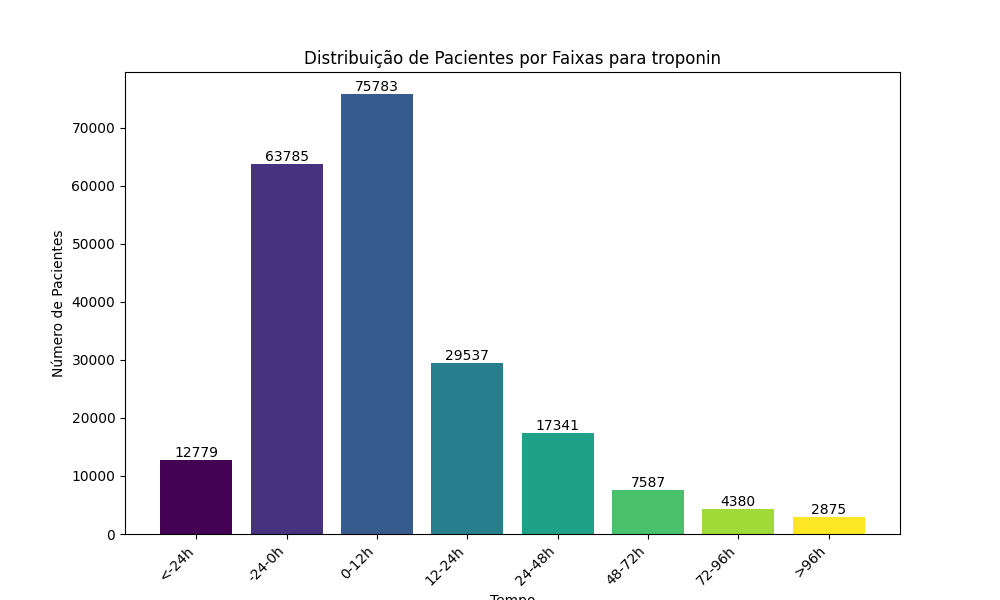 Distribuição de Pacientes por Faixas para troponin
75783
70000
63785
60000
50000
Número de Pacientes
40000
30000
29537
20000
17341
12779
10000
7587
4380
2875
0
<-24h
-24-0h
0-12h
12-24h
24-48h
48-72h
72-96h
>96h
Tempo